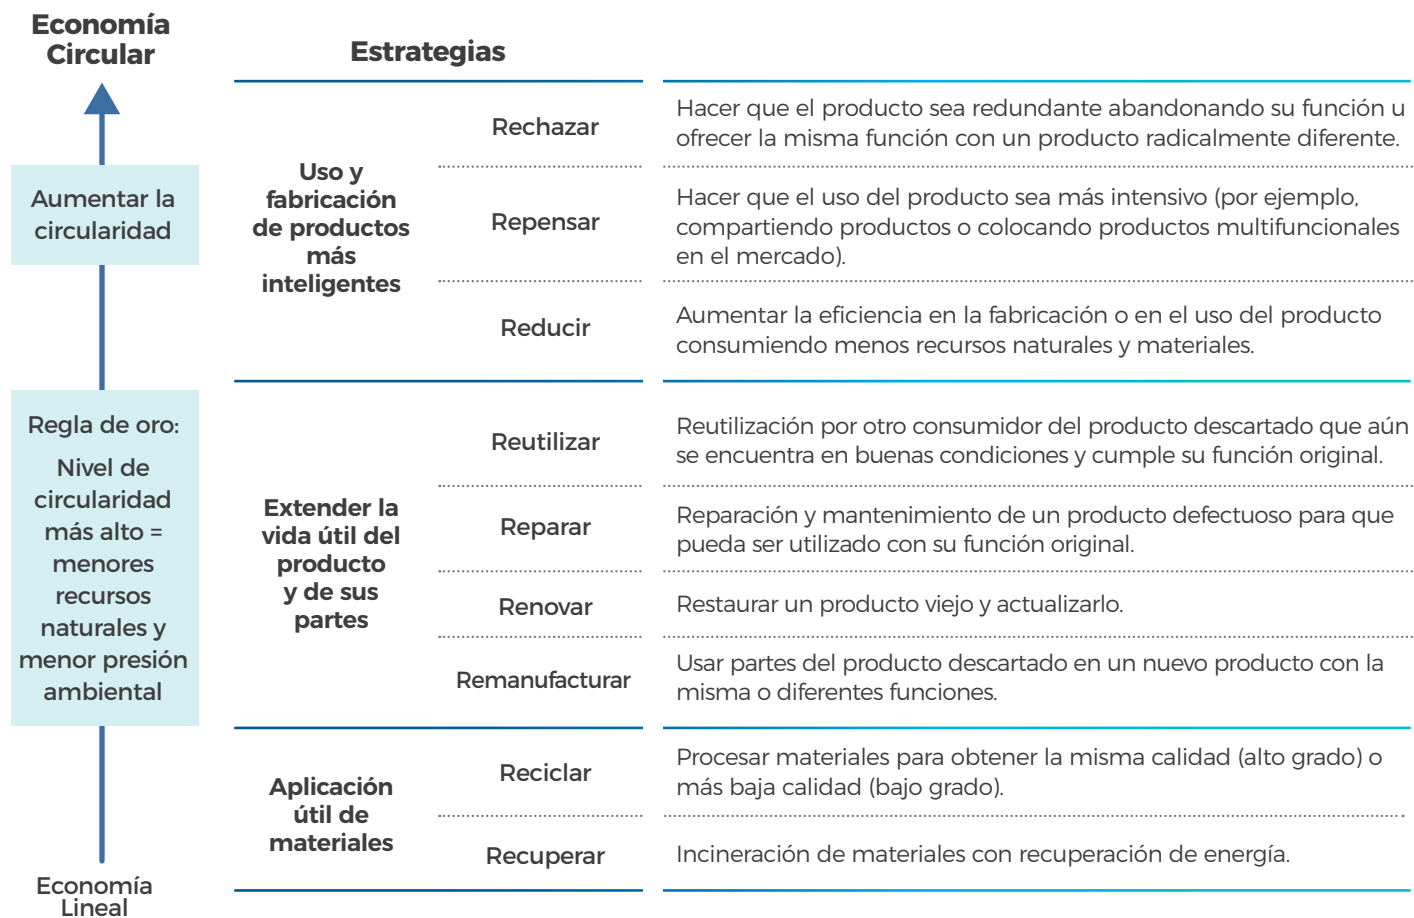 Economía
Circular
Estrategias
Aumentar la
circularidad
Regla de oro:
Nivel de
circularidad
más alto =
menores
recursos
naturales y
menor presión
ambiental
Economía
Lineal
Uso y
fabricación
de productos
más
inteligentes
Rechazar
Hacer que el producto sea redundante abandonando su función u
ofrecer la misma función con un producto radicalmente diferente.
Repensar
Hacer que el uso del producto sea más intensivo (por ejemplo,
compartiendo productos o colocando productos multifuncionales
en el mercado).
Reducir
Aumentar la eficiencia en la fabricación o en el uso del producto
consumiendo menos recursos naturales y materiales.
Extender la
vida útil del
producto
y de sus
partes
Reutilizar
Reutilización por otro consumidor del producto descartado que aún
se encuentra en buenas condiciones y cumple su función original.
Reparar
Reparación y mantenimiento de un producto defectuoso para que
pueda ser utilizado con su función original.
Renovar
Restaurar un producto viejo y actualizarlo.
Remanufacturar
Usar partes del producto descartado en un nuevo producto con la
misma o diferentes funciones.
Aplicación
útil de
materiales
Reciclar
Procesar materiales para obtener la misma calidad (alto grado) o
más baja calidad (bajo grado).
Recuperar
Incineración de materiales con recuperación de energía.